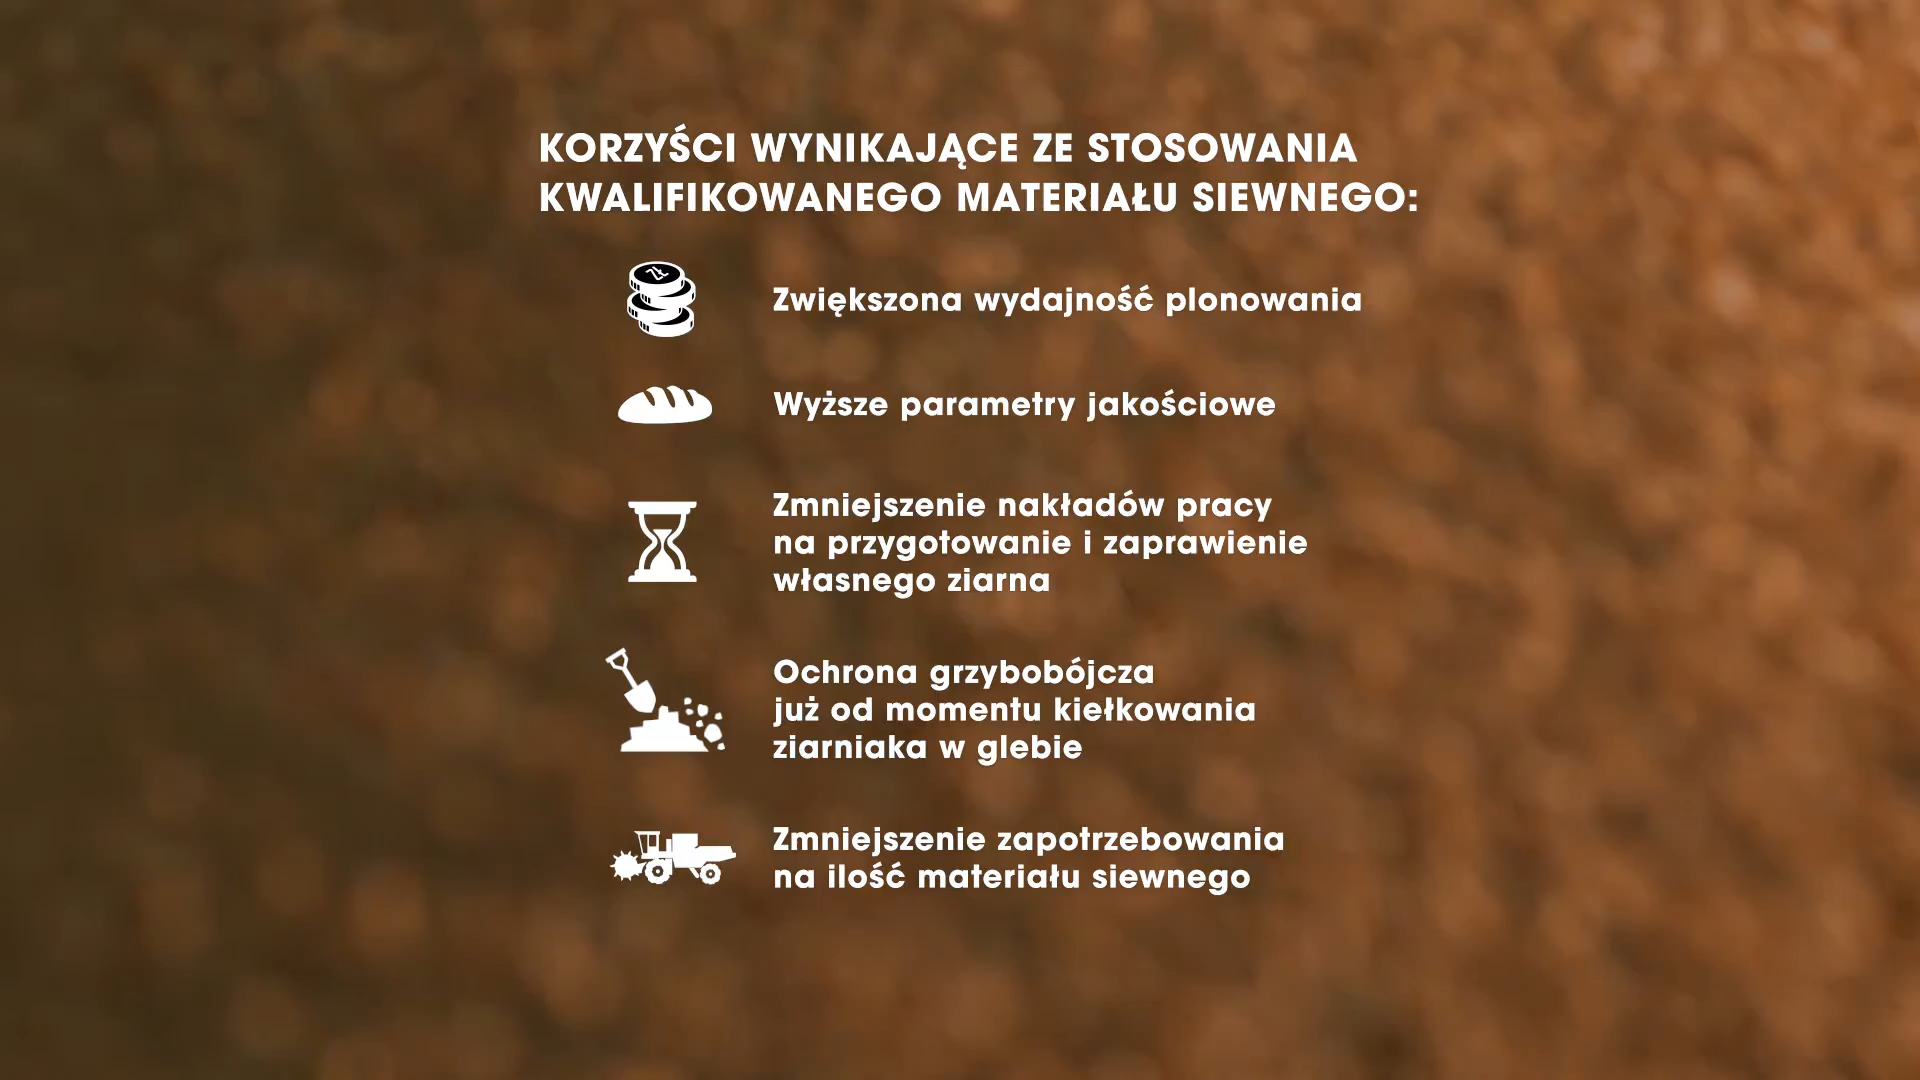 KORZYŚCI WYNIKAJĄCE ZE STOSOWANIA
KWALIFIKOWANEGO MATERIAŁU SIEWNEGO:
zł
Zwiększona wydajność plonowania
Wyższe parametry jakościowe
Zmniejszenie nakładów pracy
na przygotowanie i zaprawienie
własnego ziarna
Ochrona grzybobójcza
już od momentu kiełkowania
ziarniaka w glebie
Zmniejszenie zapotrzebowania
na ilość materiału siewnego